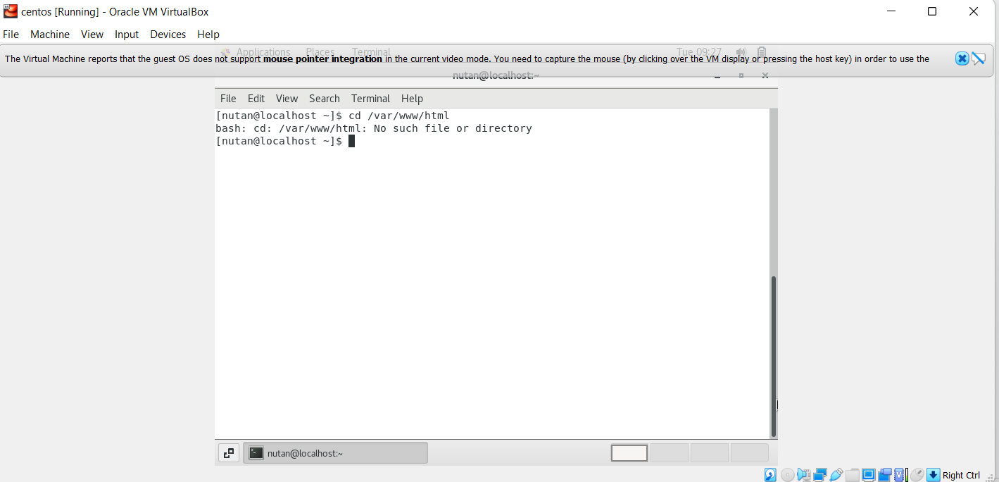 centos [Running] - Oracle VM VirtualBox
File Machine View Input Devices Help
Applications Places Terminal Tue 09:27
The Virtual Machine reports that the guest OS does not support mouse pointer integration in the current video mode. You need to capture the mouse (by clicking over the VM display or pressing the host key) in order to use the
nutan@localhost:~
File Edit View Search Terminal Help
[nutan@localhost ~]$ cd /var/www/html
bash: cd: /var/www/html: No such file or directory
[nutan@localhost ~]$
nutan@localhost:~
Right Ctrl